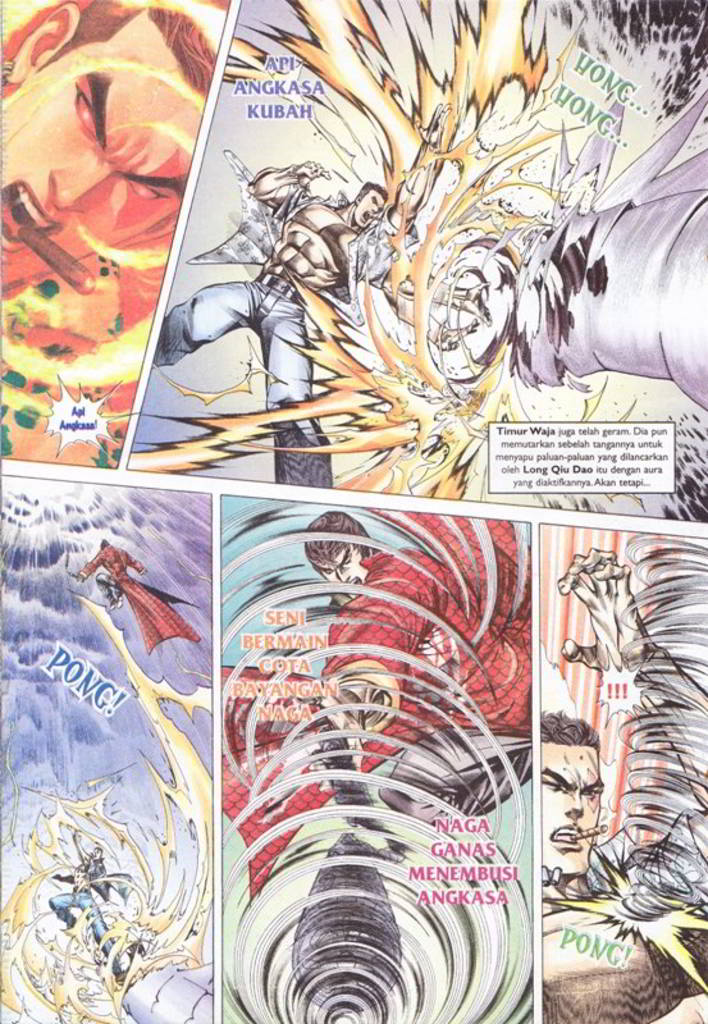 Api
Angkasa!
API
ANGKASA
KUBAH
HONG...
HONG...
Timur Waja juga telah geram. Dia pun
memutarkan sebelah tangannya untuk
menyapu paluan-paluan yang dilancarkan
oleh Long Qiu Dao itu dengan aura
yang diaktifkannya. Akan tetapi...
PONG!
SENI
BERMAIN
COTA
BAYANGAN
NAGA
NAGA
GANAS
MENEMBUSI
ANGKASA
!!!
PONG!